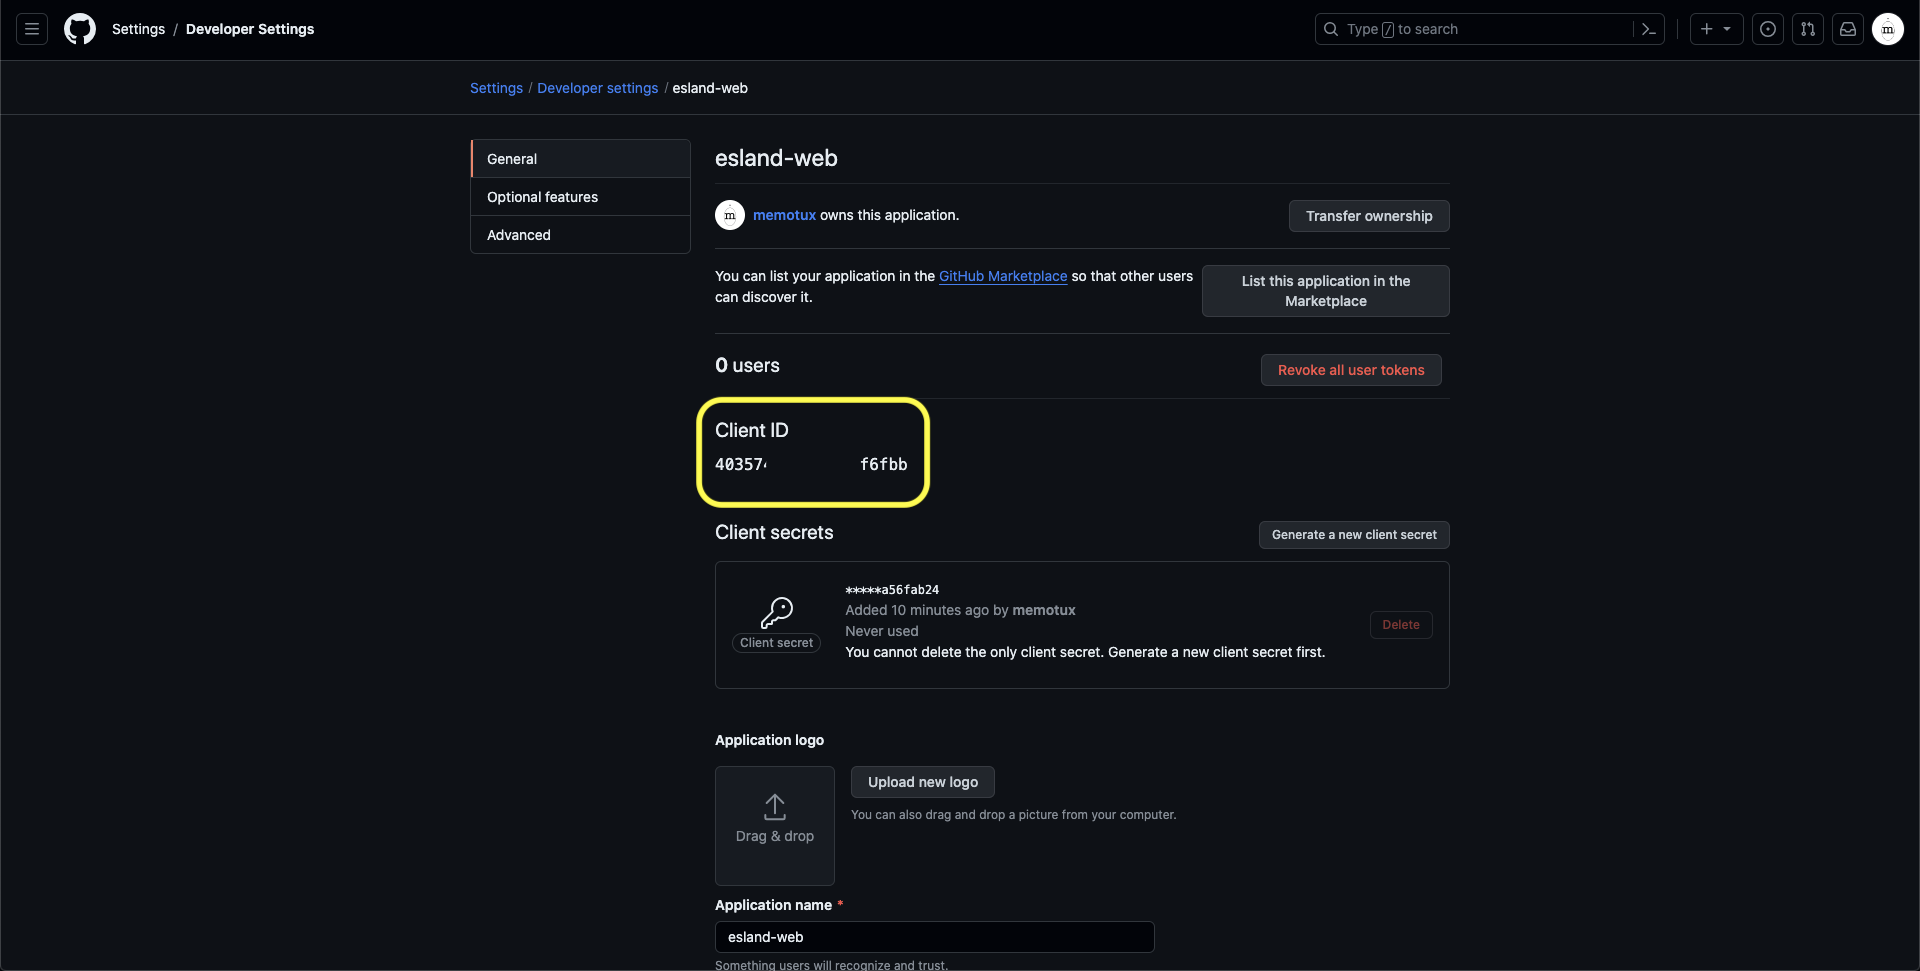 Settings / Developer Settings
Type / to search
Settings / Developer settings / esland-web
General
Optional features
Advanced
esland-web
m
memotux owns this application.
Transfer ownership
You can list your application in the GitHub Marketplace so that other users
can discover it.
List this application in the
Marketplace
0 users
Revoke all user tokens
Client ID
40357 f6fbb
Client secrets
Generate a new client secret
*****a56fab24
Added 10 minutes ago by memotux
Never used
You cannot delete the only client secret. Generate a new client secret first.
Client secret
Delete
Application logo
Drag & drop
Upload new logo
You can also drag and drop a picture from your computer.
Application name *
esland-web
Something users will recognize and trust.